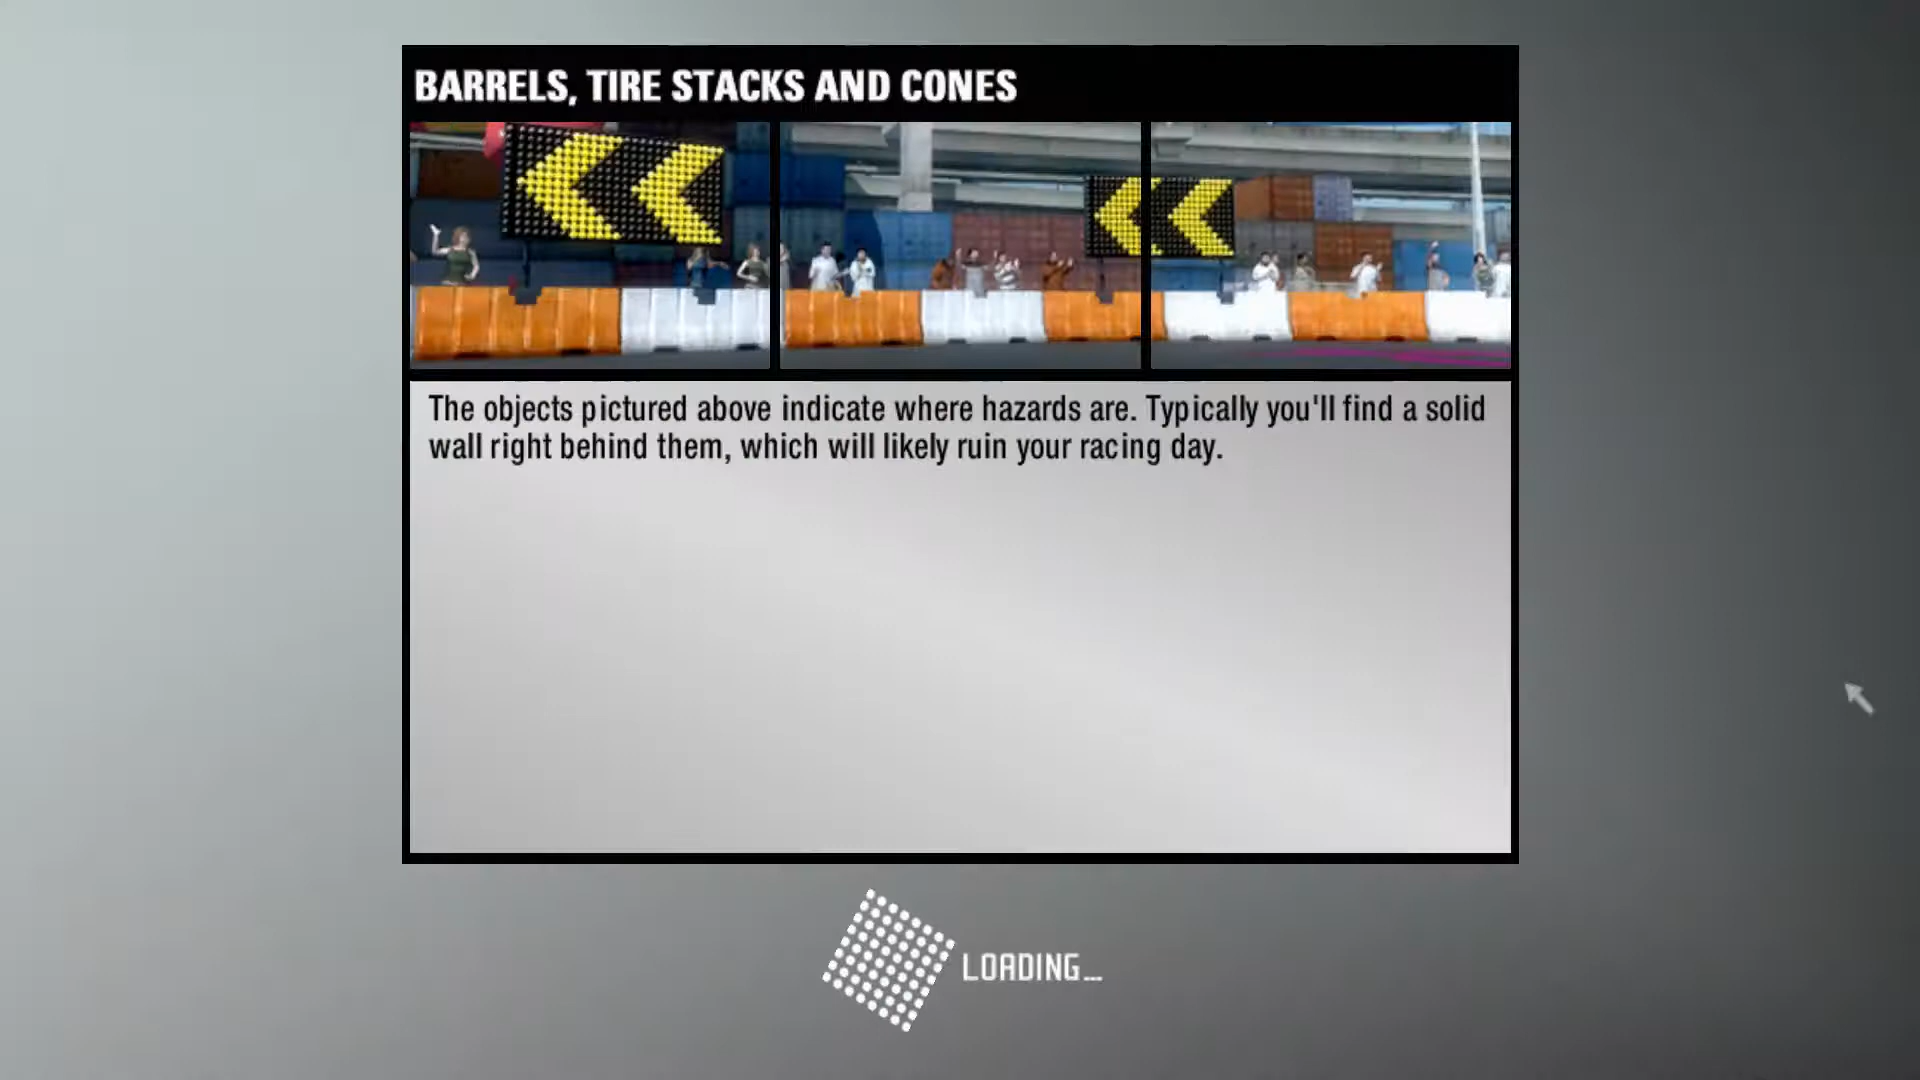 BARRELS, TIRE STACKS AND CONES
The objects pictured above indicate where hazards are. Typically you'll find a solid
wall right behind them, which will likely ruin your racing day.
LOADING...